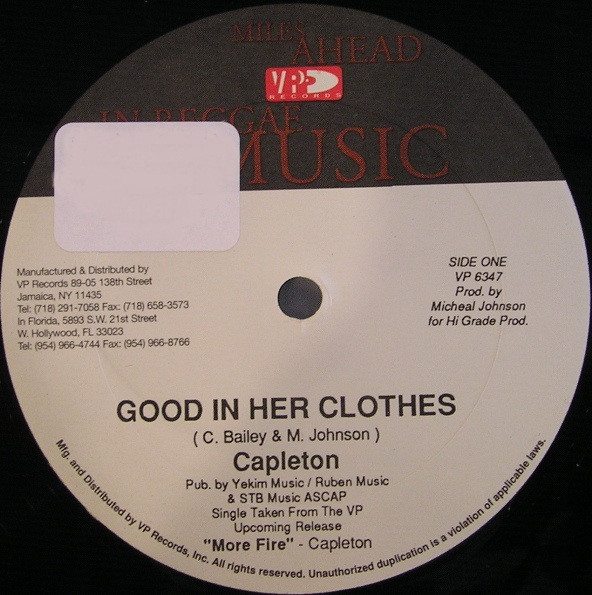 MILES
AHEAD
VP
RECORDS
IN REGGAE
MUSIC
Manufactured & Distributed by
VP Records 89-05 138th Street
Jamaica, NY 11435
Tel: (718) 291-7058 Fax: (718) 658-3573
In Florida, 5893 S.W. 21st Street
W. Hollywood, FL 33023
Tel: (954) 966-4744 Fax: (954) 966-8766
SIDE ONE
VP 6347
Prod. by
Micheal Johnson
for Hi Grade Prod.
GOOD IN HER CLOTHES
( C. Bailey & M. Johnson )
Capleton
Pub. by Yekim Music / Ruben Music
& STB Music ASCAP
Single Taken From The VP
Upcoming Release
"More Fire" - Capleton
Mfg. and Distributed by VP Records, Inc. All rights reserved. Unauthorized duplication is a violation of applicable laws.